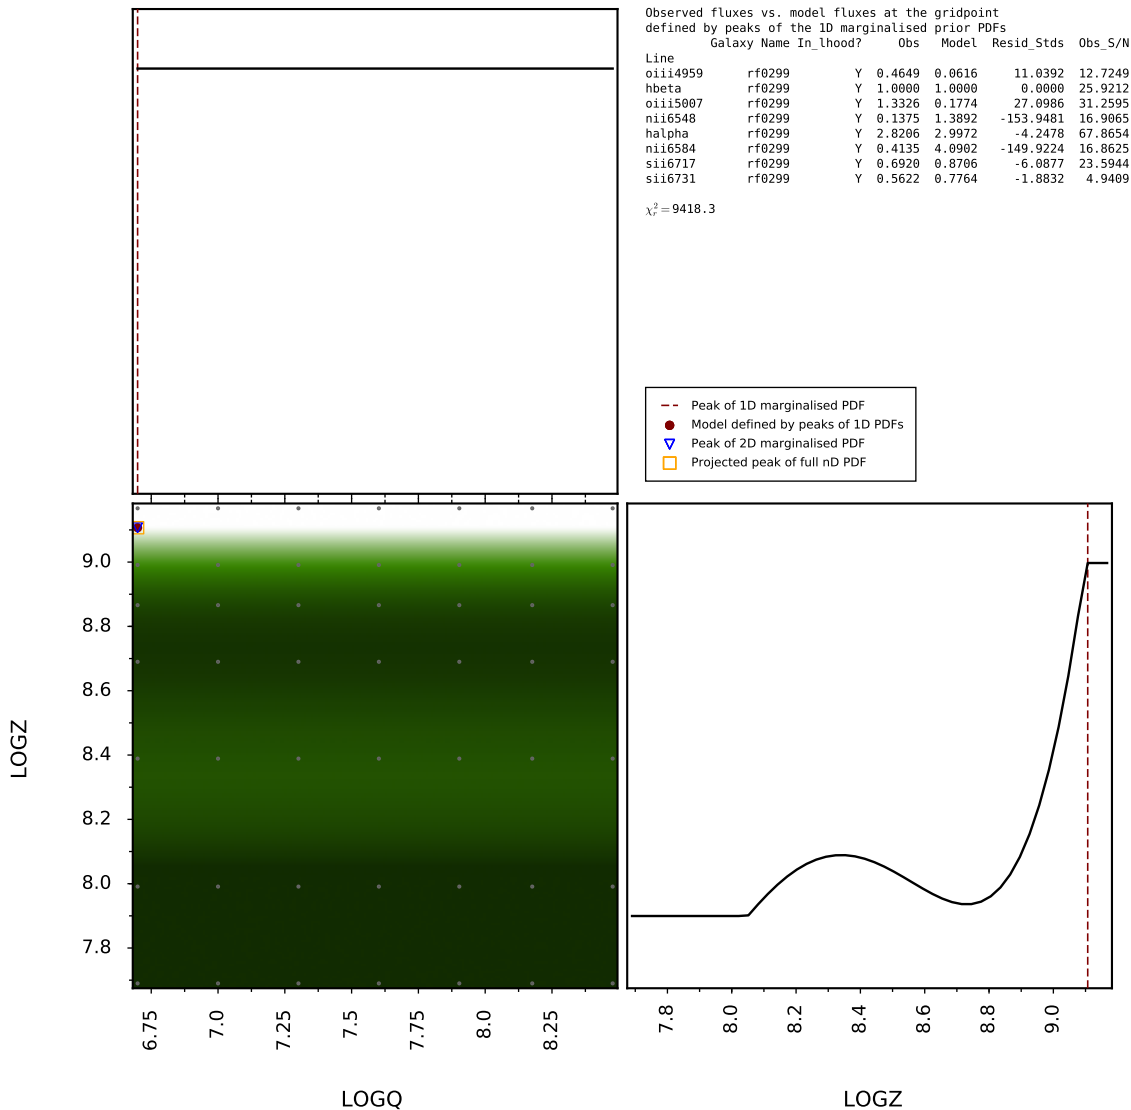 Observed fluxes vs. model fluxes at the gridpoint
defined by peaks of the 1D marginalised prior PDFs
Galaxy Name In_lhood? Obs Model Resid_Stds Obs_S/N
Line
oiii4959 rf0299 Y 0.4649 0.0616 11.0392 12.7249
hbeta rf0299 Y 1.0000 1.0000 0.0000 25.9212
oiii5007 rf0299 Y 1.3326 0.1774 27.0986 31.2595
nii6548 rf0299 Y 0.1375 1.3892 -153.9481 16.9065
halpha rf0299 Y 2.8206 2.9972 -4.2478 67.8654
nii6584 rf0299 Y 0.4135 4.0902 -149.9224 16.8625
sii6717 rf0299 Y 0.6920 0.8706 -6.0877 23.5944
sii6731 rf0299 Y 0.5622 0.7764 -1.8832 4.9409
χ²ᵣ = 9418.3
Peak of 1D marginalised PDF
Model defined by peaks of 1D PDFs
Peak of 2D marginalised PDF
Projected peak of full nD PDF
9.0
8.8
8.6
8.4
8.2
8.0
7.8
LOGZ
6.75 7.0 7.25 7.5 7.75 8.0 8.25
LOGQ
7.8 8.0 8.2 8.4 8.6 8.8 9.0
LOGZ